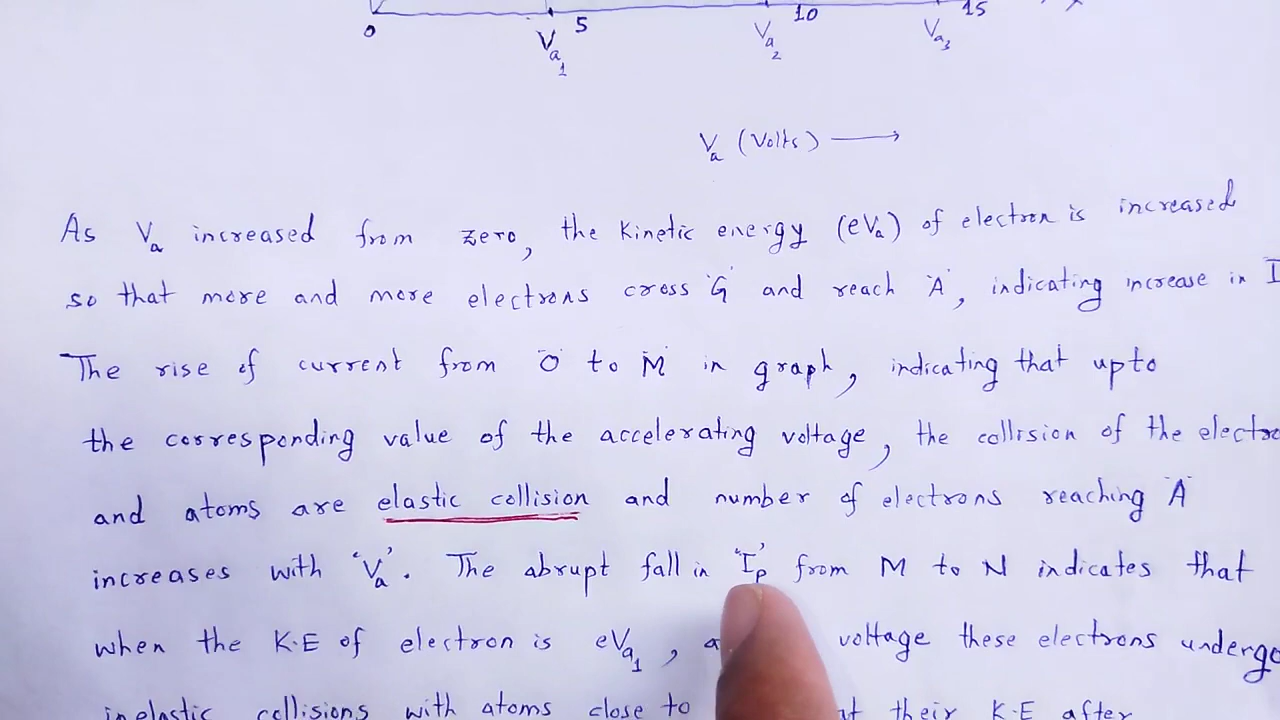 0 5 10 15
Va1 Va2 Va3
Va (Volts) →
As Va increased from zero, the kinetic energy (eVa) of electron is increased
so that more and more electrons cross 'G' and reach 'A', indicating increase in I
The rise of current from O to M in graph, indicating that upto
the corresponding value of the accelerating voltage, the collision of the electro
and atoms are elastic collision and number of electrons reaching A
increases with 'Va'. The abrupt fall in 'Ip' from M to N indicates that
when the K.E of electron is eVa1, voltage these electrons undergo
inelastic collisions with atoms close to their K.E after